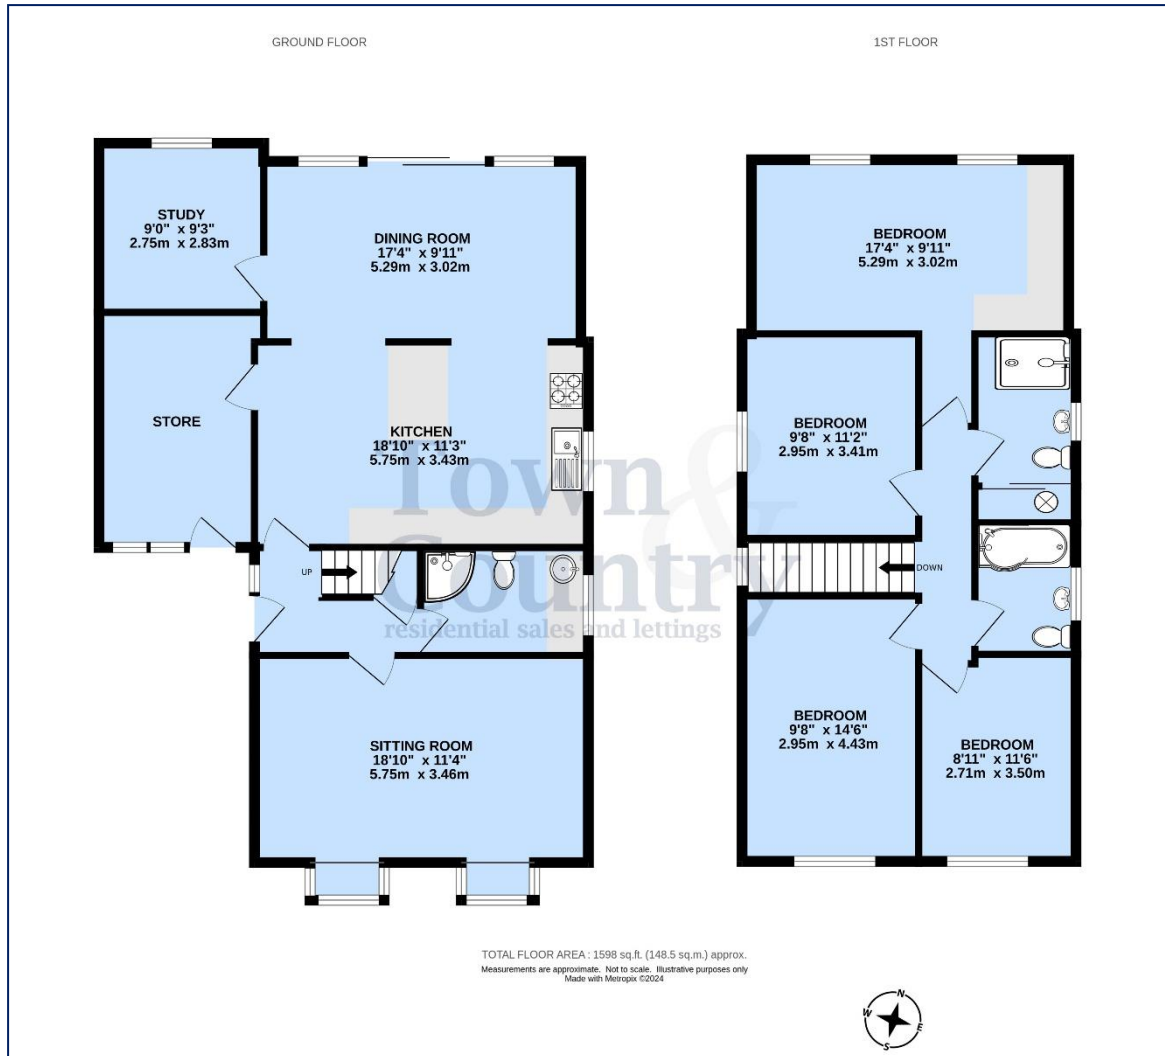 GROUND FLOOR
1ST FLOOR
STUDY
9'0" x 9'3"
2.75m x 2.83m
DINING ROOM
17'4" x 9'11"
5.29m x 3.02m
STORE
KITCHEN
18'10" x 11'3"
5.75m x 3.43m
UP
SITTING ROOM
18'10" x 11'4"
5.75m x 3.46m
BEDROOM
17'4" x 9'11"
5.29m x 3.02m
BEDROOM
9'8" x 11'2"
2.95m x 3.41m
DOWN
BEDROOM
9'8" x 14'6"
2.95m x 4.43m
BEDROOM
8'11" x 11'6"
2.71m x 3.50m
Town &
Country
residential sales and lettings
TOTAL FLOOR AREA : 1598 sq.ft. (148.5 sq.m.) approx.
Measurements are approximate. Not to scale. Illustrative purposes only
Made with Metropix ©2024
N
W
E
S